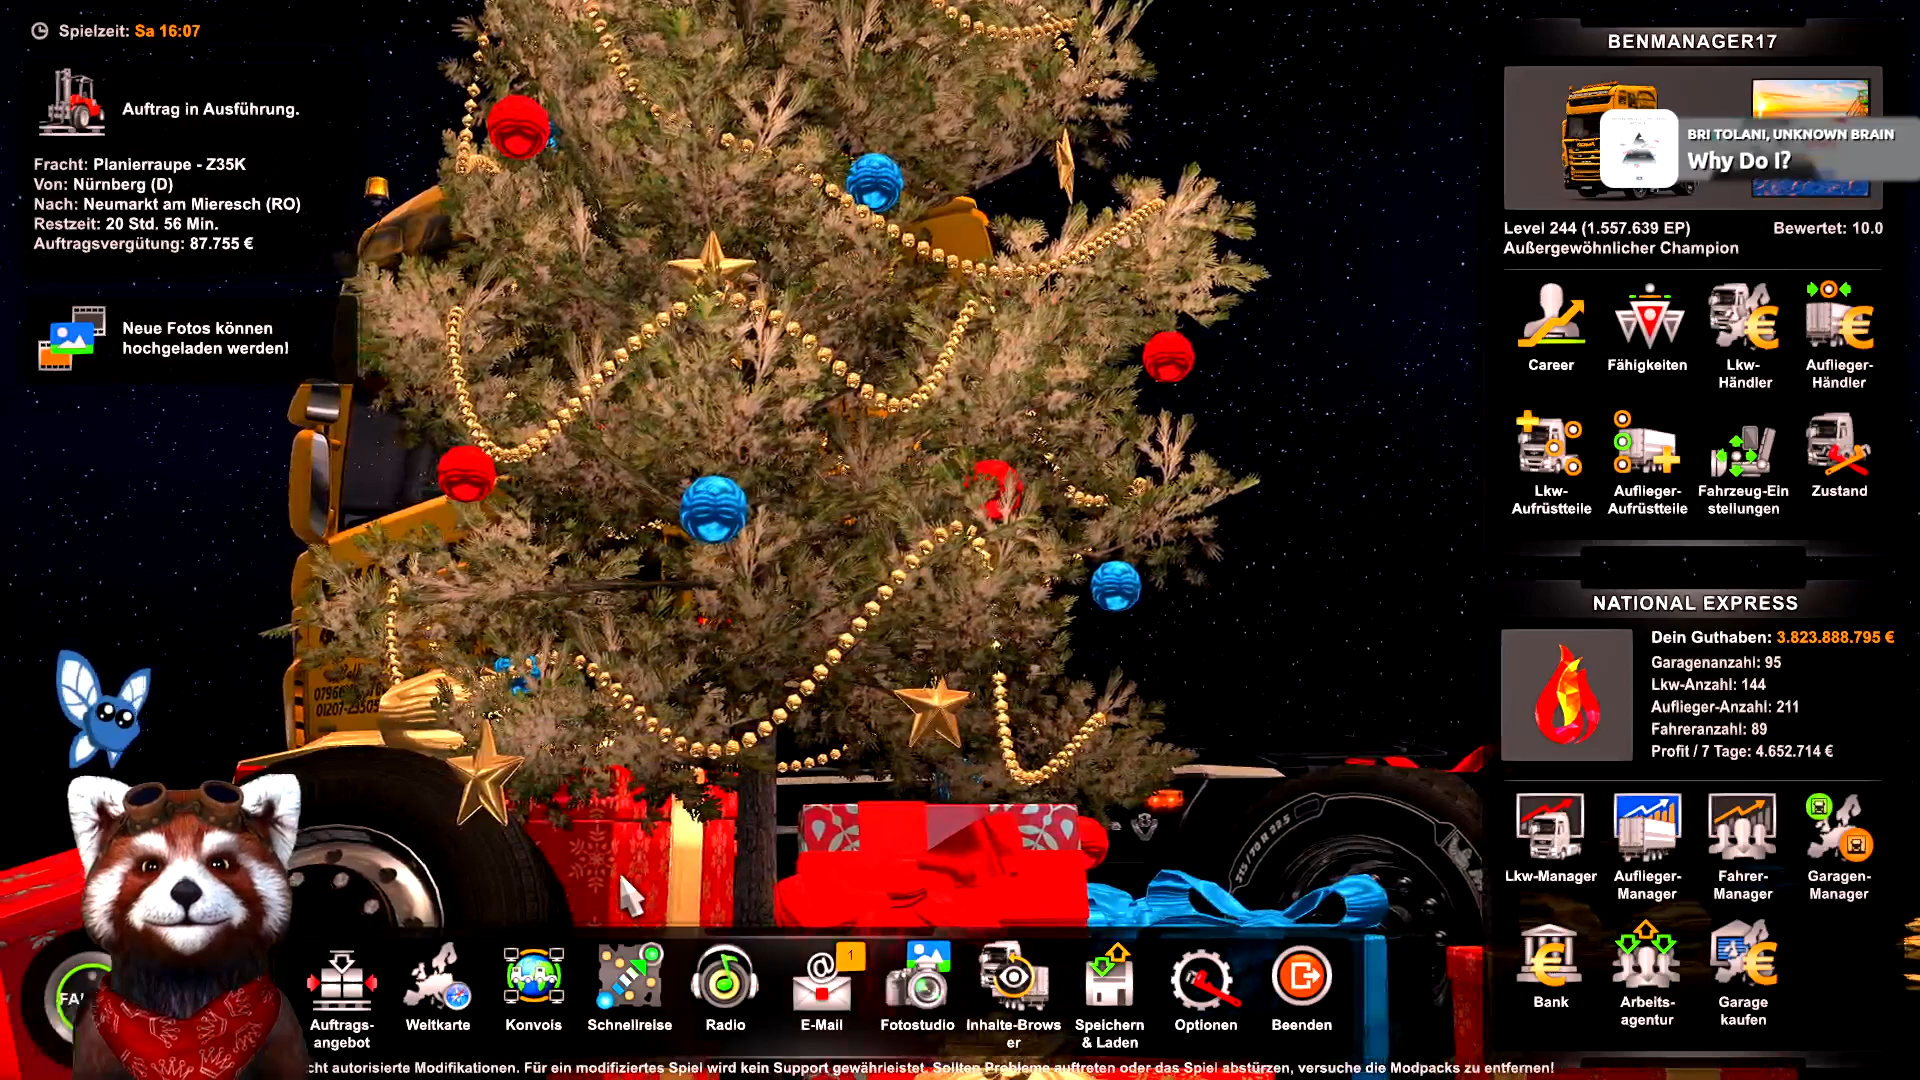 Spielzeit: Sa 16:07
Auftrag in Ausführung.
Fracht: Planierraupe - Z35K
Von: Nürnberg (D)
Nach: Neumarkt am Mieresch (RO)
Restzeit: 20 Std. 56 Min.
Auftragsvergütung: 87.755 €
Neue Fotos können
hochgeladen werden!
BENMANAGER17
BRI TOLANI, UNKNOWN BRAIN
Why Do I?
Level 244 (1.557.639 EP)
Bewertet: 10.0
Außergewöhnlicher Champion
Career
Fähigkeiten
Lkw-
Händler
Auflieger-
Händler
Lkw-
Aufrüstteile
Auflieger-
Aufrüstteile
Fahrzeug-Ein
stellungen
Zustand
NATIONAL EXPRESS
Dein Guthaben: 3.823.888.795 €
Garagenanzahl: 95
Lkw-Anzahl: 144
Auflieger-Anzahl: 211
Fahreranzahl: 89
Profit / 7 Tage: 4.652.714 €
Lkw-Manager
Auflieger-
Manager
Fahrer-
Manager
Garagen-
Manager
Bank
Arbeits-
agentur
Garage
kaufen
315/70 R 22.5
1
Auftrags-
angebot
Weltkarte
Konvois
Schnellreise
Radio
E-Mail
Fotostudio
Inhalte-Brows
er
Speichern
& Laden
Optionen
Beenden
cht autorisierte Modifikationen. Für ein modifiziertes Spiel wird kein Support gewährleistet. Sollten Probleme auftreten oder das Spiel abstürzen, versuche die Modpacks zu entfernen!